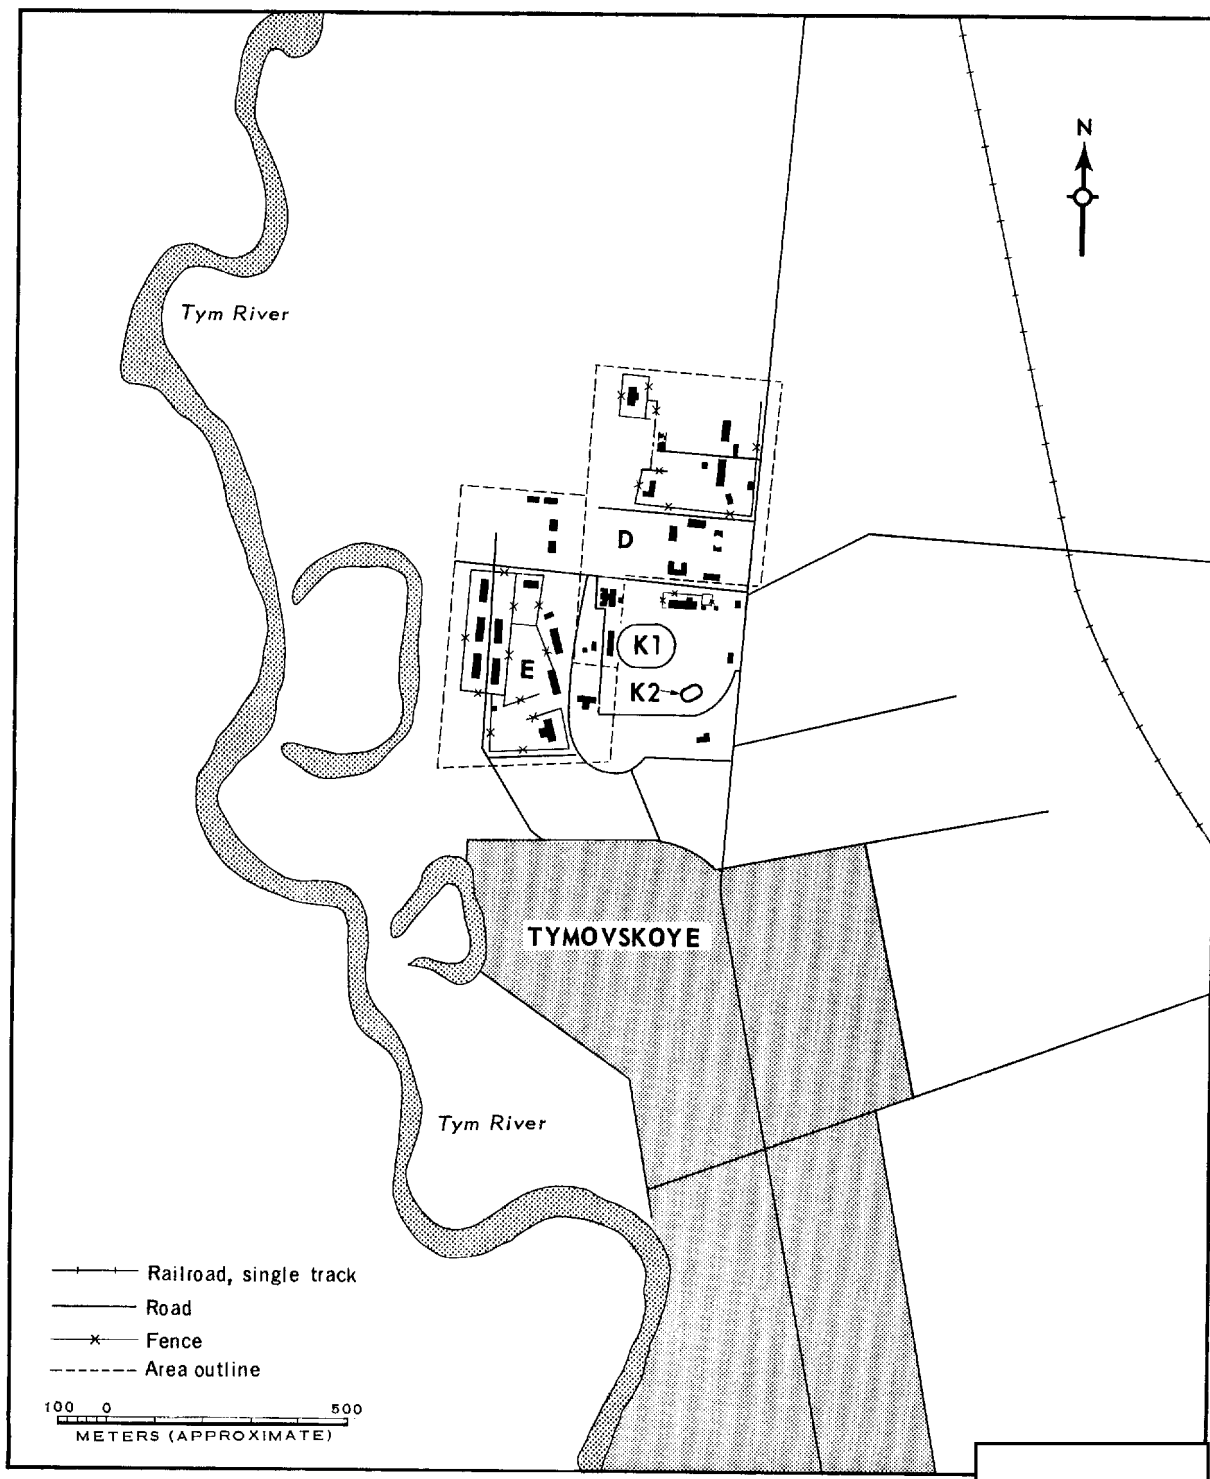 N
Tym River
D
K1
E
K2
TYMOVSKOYE
Tym River
Railroad, single track
Road
Fence
Area outline
100 0 500
METERS (APPROXIMATE)